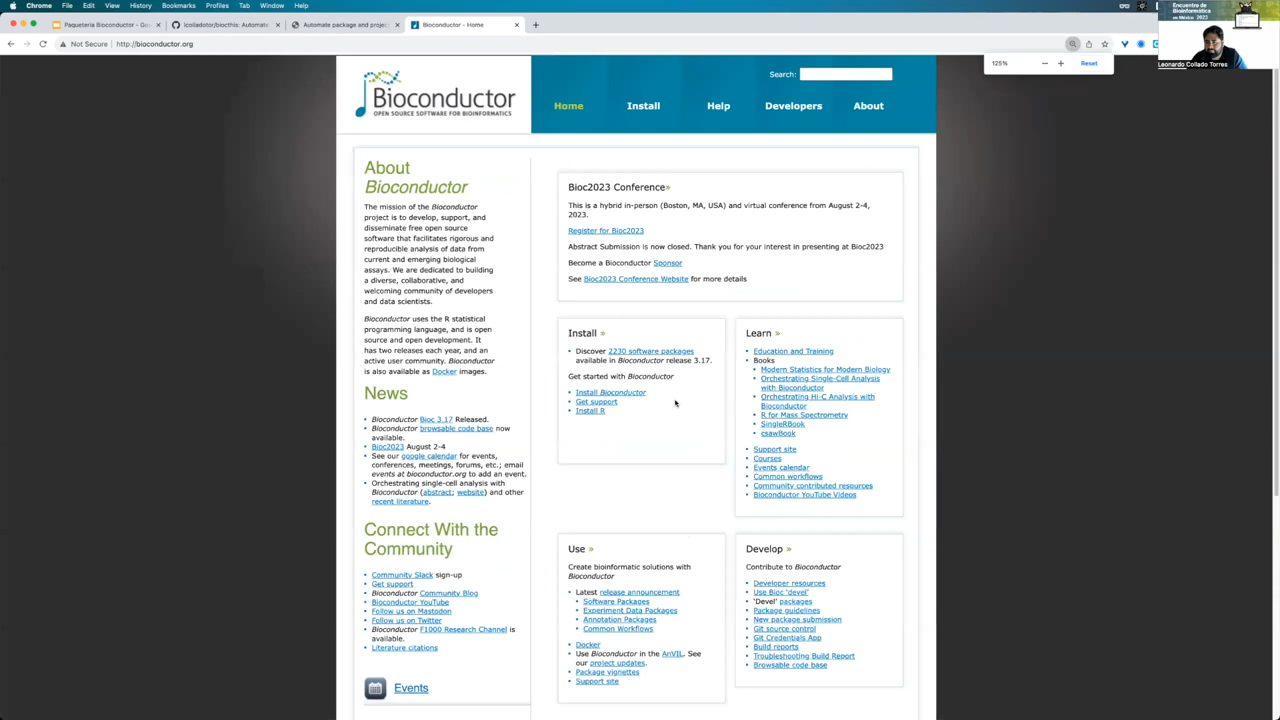 Chrome File Edit View History Bookmarks Profiles Tab Window Help
Paqueteria Bioconductor - Goo
lcolladotor/biocthis: Automate
Automate package and projec
Bioconductor - Home
Not Secure | http://bioconductor.org
125%
Reset
Encuentro de
Bioinformática
en México 2023
Leonardo Collado Torres
Bioconductor
OPEN SOURCE SOFTWARE FOR BIOINFORMATICS
Search:
Home Install Help Developers About
About
Bioconductor
The mission of the Bioconductor
project is to develop, support, and
disseminate free open source
software that facilitates rigorous and
reproducible analysis of data from
current and emerging biological
assays. We are dedicated to building
a diverse, collaborative, and
welcoming community of developers
and data scientists.
Bioconductor uses the R statistical
programming language, and is open
source and open development. It
has two releases each year, and an
active user community. Bioconductor
is also available as Docker images.
News
• Bioconductor Bioc 3.17 Released.
• Bioconductor browsable code base now
available.
• Bioc2023 August 2-4
• See our google calendar for events,
conferences, meetings, forums, etc.; email
events at bioconductor.org to add an event.
• Orchestrating single-cell analysis with
Bioconductor (abstract; website) and other
recent literature.
Connect With the
Community
• Community Slack sign-up
• Get support
• Bioconductor Community Blog
• Bioconductor YouTube
• Follow us on Mastodon
• Follow us on Twitter
• Bioconductor F1000 Research Channel is
available.
• Literature citations
Events
Bioc2023 Conference»
This is a hybrid in-person (Boston, MA, USA) and virtual conference from August 2-4,
2023.
Register for Bioc2023
Abstract Submission is now closed. Thank you for your interest in presenting at Bioc2023
Become a Bioconductor Sponsor
See Bioc2023 Conference Website for more details
Install »
• Discover 2230 software packages
available in Bioconductor release 3.17.
Get started with Bioconductor
• Install Bioconductor
• Get support
• Install R
Learn »
• Education and Training
• Books
• Modern Statistics for Modern Biology
• Orchestrating Single-Cell Analysis
with Bioconductor
• Orchestrating Hi-C Analysis with
Bioconductor
• R for Mass Spectrometry
• SingleRBook
• csawBook
• Support site
• Courses
• Events calendar
• Common workflows
• Community contributed resources
• Bioconductor YouTube Videos
Use »
Create bioinformatic solutions with
Bioconductor
• Latest release announcement
• Software Packages
• Experiment Data Packages
• Annotation Packages
• Common Workflows
• Docker
• Use Bioconductor in the AnVIL. See
our project updates.
• Package vignettes
• Support site
Develop »
Contribute to Bioconductor
• Developer resources
• Use Bioc 'devel'
• 'Devel' packages
• Package guidelines
• New package submission
• Git source control
• Git Credentials App
• Build reports
• Troubleshooting Build Report
• Browsable code base